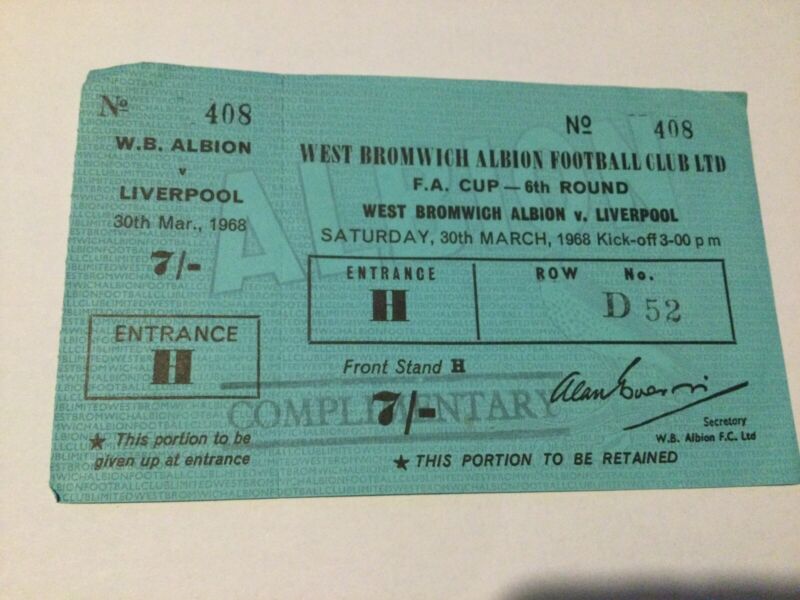 Nº 408
W.B. ALBION
v
LIVERPOOL
30th Mar., 1968
7/-
ENTRANCE
H
★ This portion to be
given up at entrance
Nº 408
WEST BROMWICH ALBION FOOTBALL CLUB LTD
F.A. CUP — 6th ROUND
WEST BROMWICH ALBION v. LIVERPOOL
SATURDAY, 30th MARCH, 1968 Kick-off 3-00 pm
ENTRANCE
H
ROW No.
D 52
Front Stand H
7/-
COMPLIMENTARY
Secretary
W.B. Albion F.C. Ltd
★ THIS PORTION TO BE RETAINED
ALBION